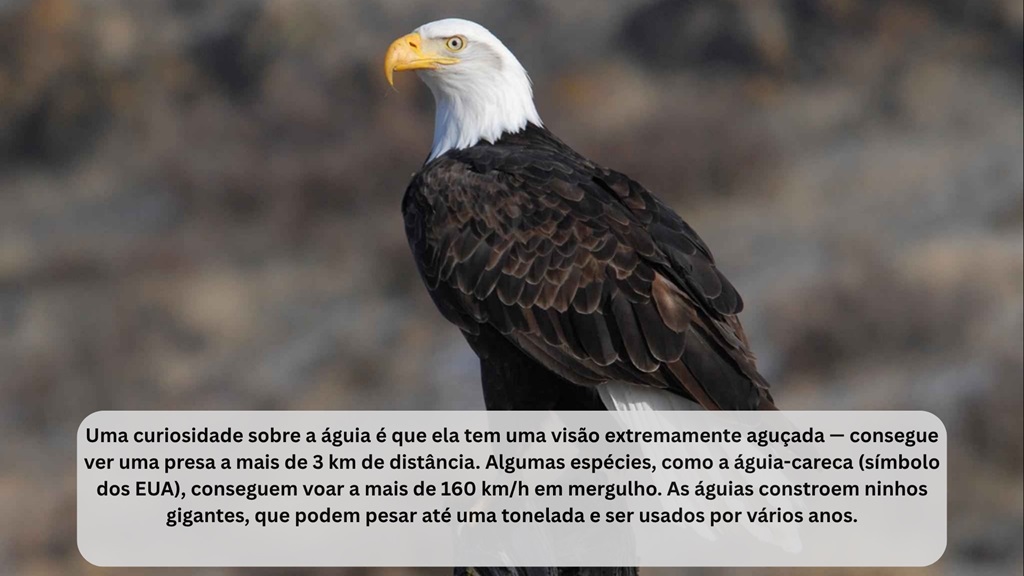 Uma curiosidade sobre a águia é que ela tem uma visão extremamente aguçada — consegue
ver uma presa a mais de 3 km de distância. Algumas espécies, como a águia-careca (símbolo
dos EUA), conseguem voar a mais de 160 km/h em mergulho. As águias constroem ninhos
gigantes, que podem pesar até uma tonelada e ser usados por vários anos.